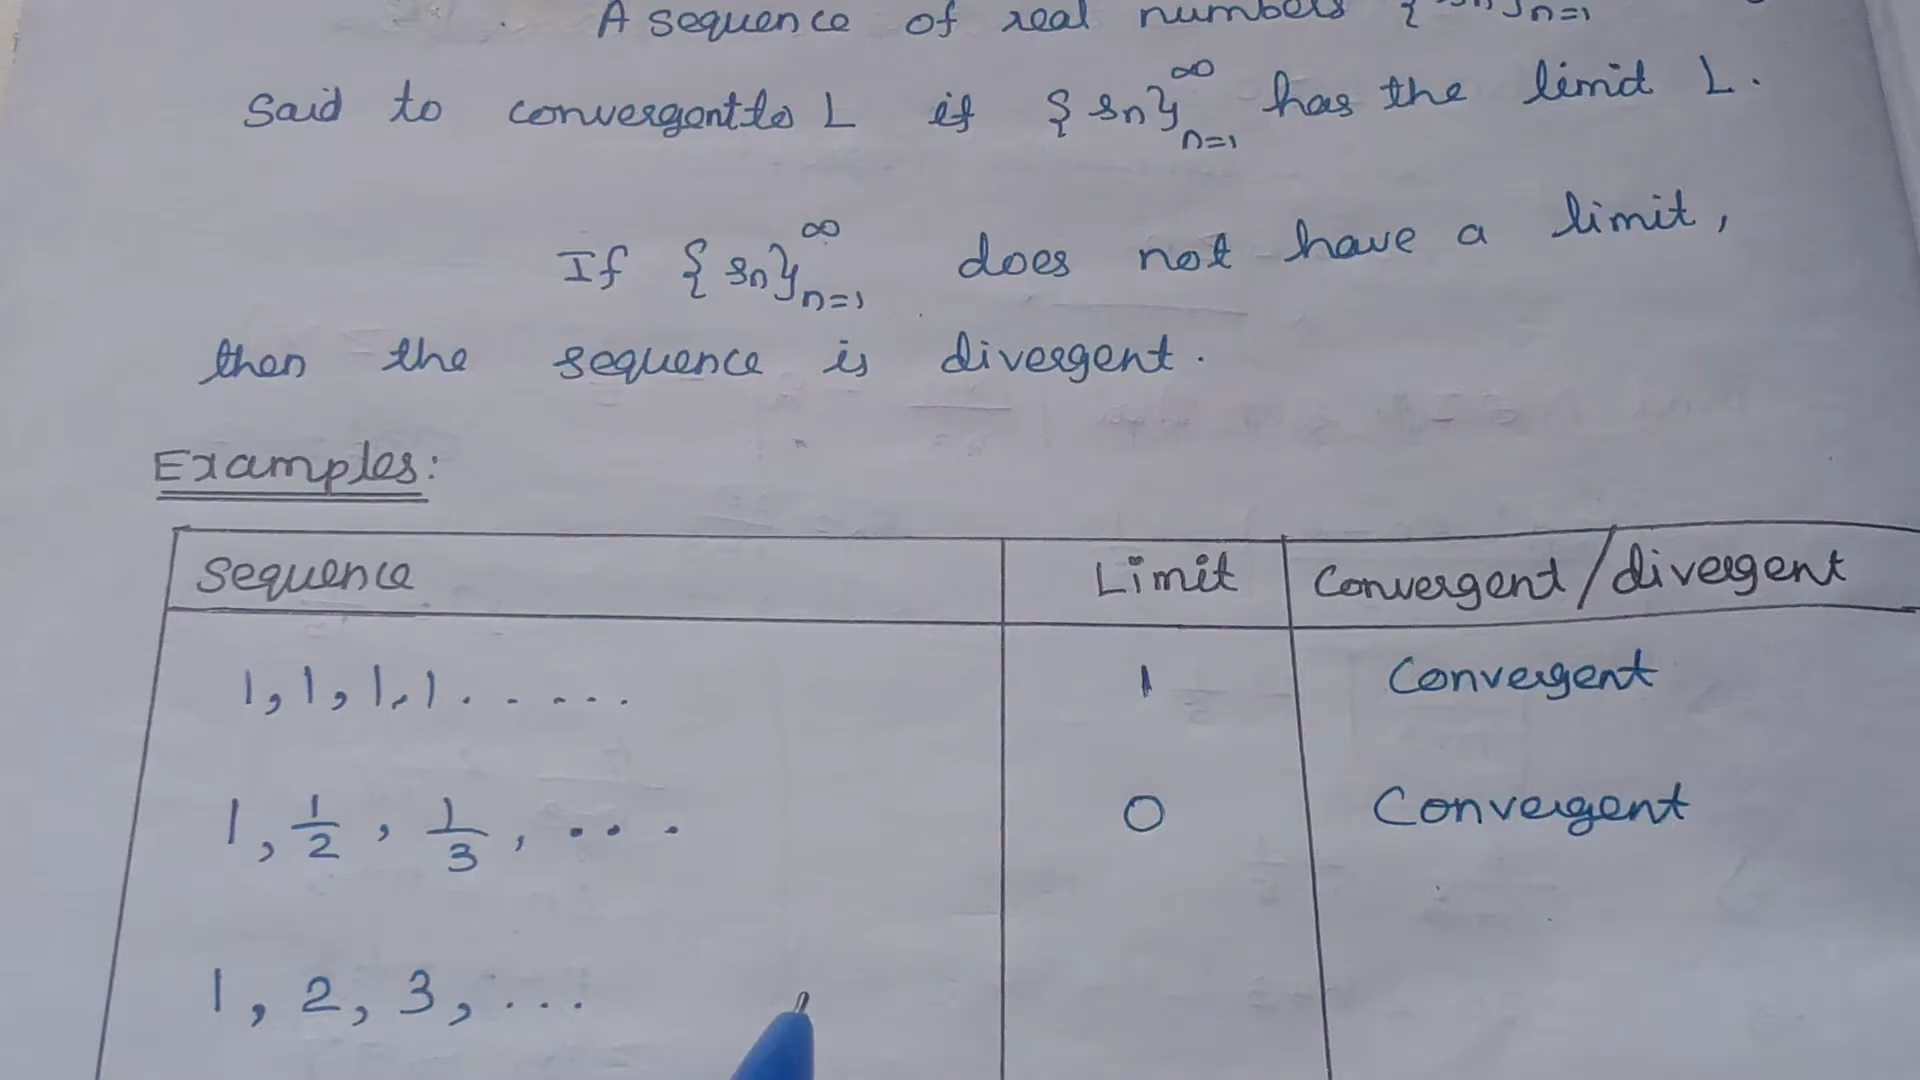 A sequence of real numbers { }n=1
Said to convergent to L if {sn}∞n=1 has the limit L.
If {sn}∞n=1 does not have a limit,
then the sequence is divergent.
Examples:
Sequence Limit Convergent/divergent
1, 1, 1, 1 . . . . . . 1 Convergent
1, 1/2, 1/3, . . . 0 Convergent
1, 2, 3, . . .